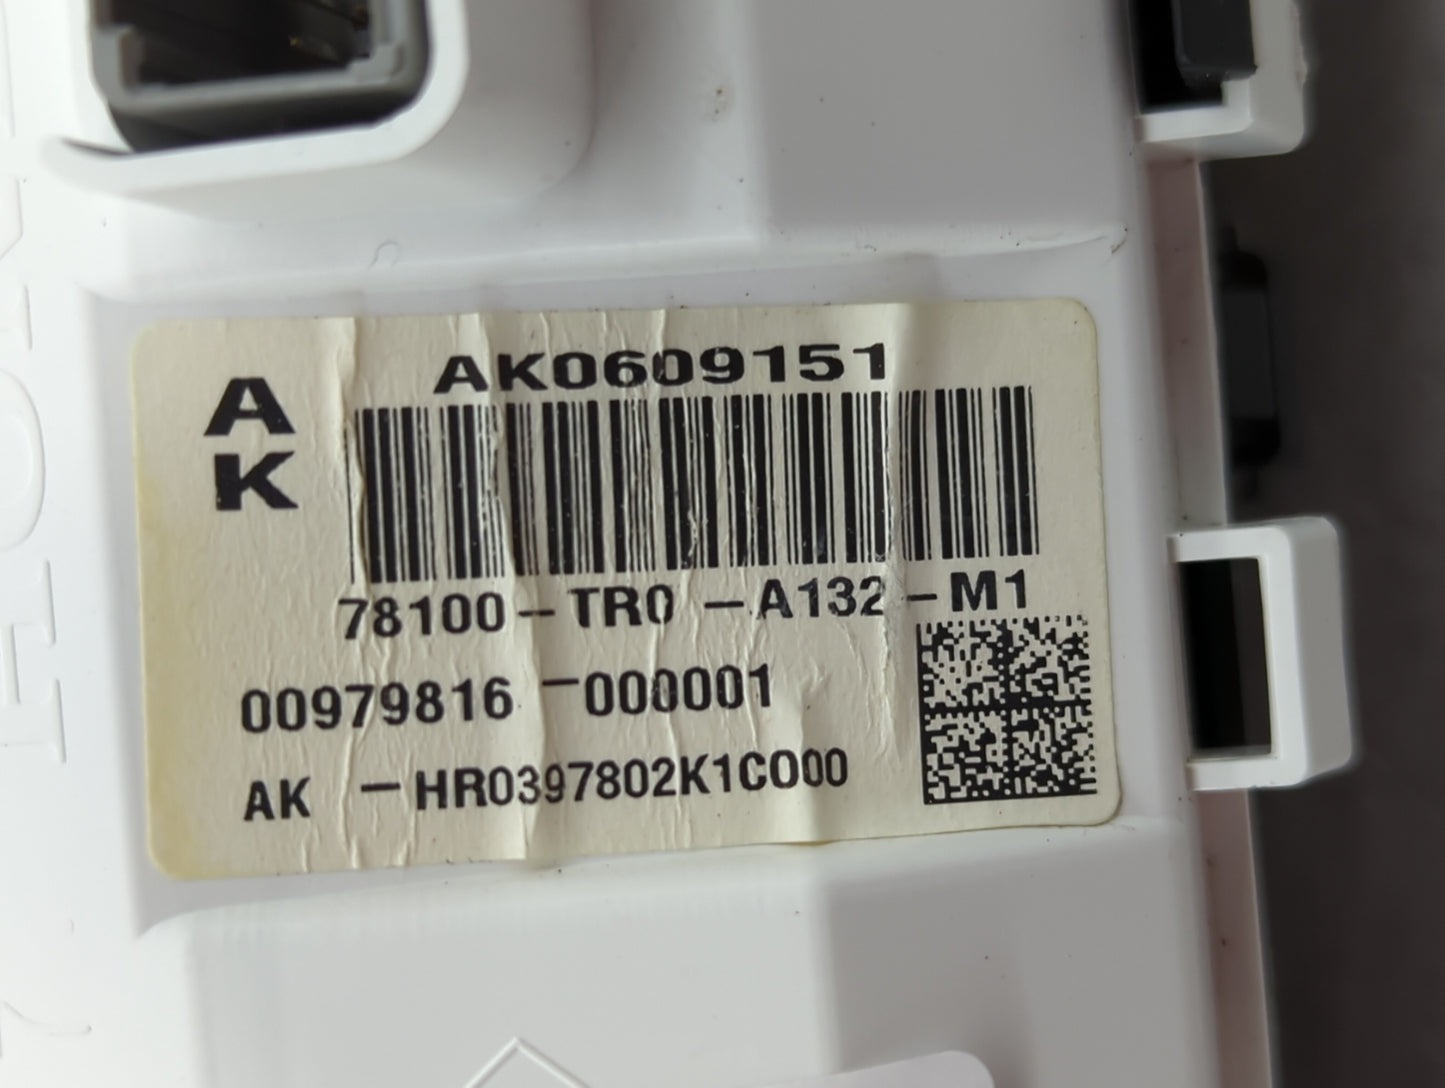 AK0609151
A
K
78100-TR0-A132-M1
00979816-000001
AK -HR0397802K1C000